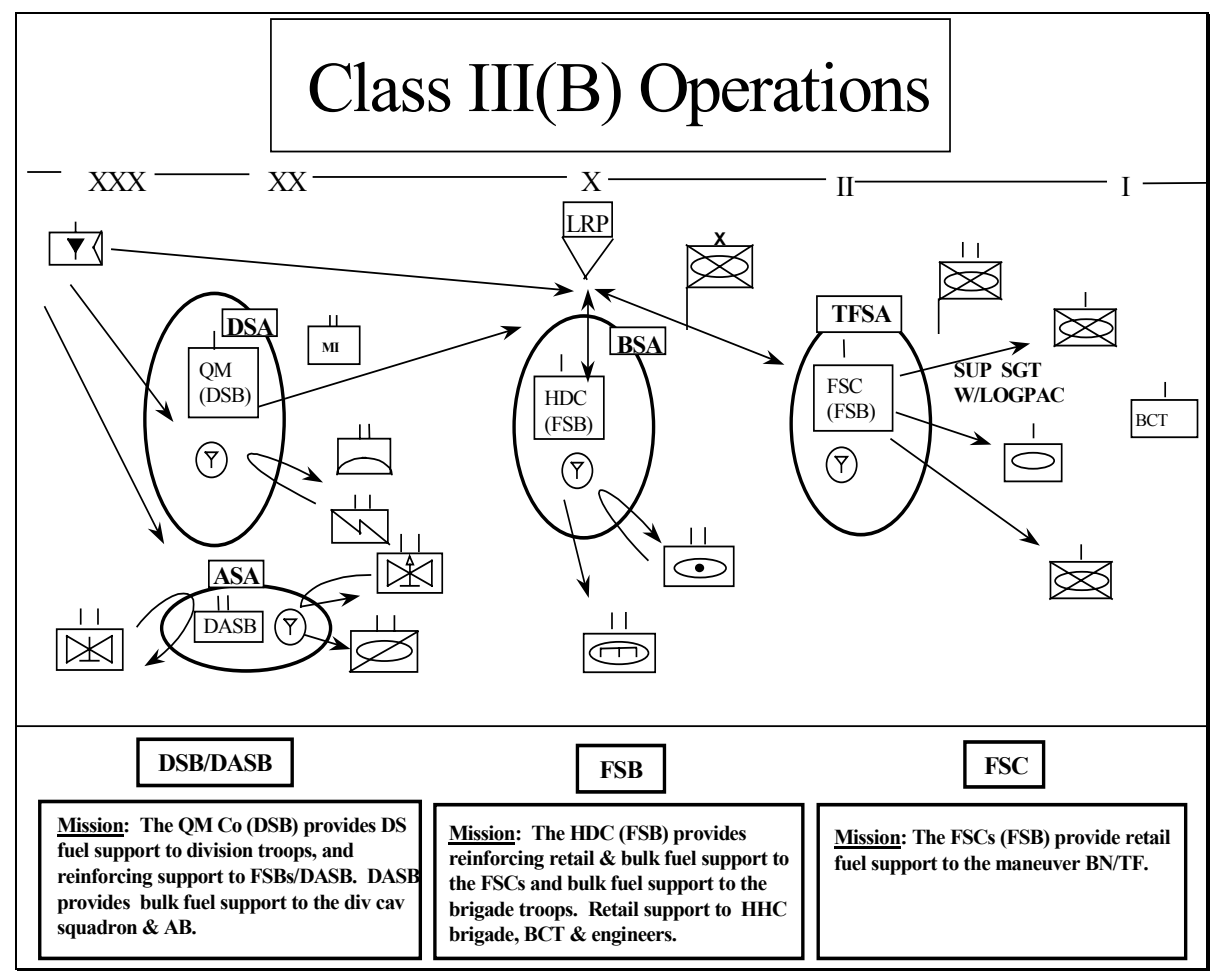 Class III(B) Operations
XXX XX X II I
LRP
X
DSA
MI
QM
(DSB)
BSA
HDC
(FSB)
TFSA
FSC
(FSB)
SUP SGT
W/LOGPAC
BCT
ASA
DASB
DSB/DASB
Mission: The QM Co (DSB) provides DS
fuel support to division troops, and
reinforcing support to FSBs/DASB. DASB
provides bulk fuel support to the div cav
squadron & AB.
FSB
Mission: The HDC (FSB) provides
reinforcing retail & bulk fuel support to
the FSCs and bulk fuel support to the
brigade troops. Retail support to HHC
brigade, BCT & engineers.
FSC
Mission: The FSCs (FSB) provide retail
fuel support to the maneuver BN/TF.